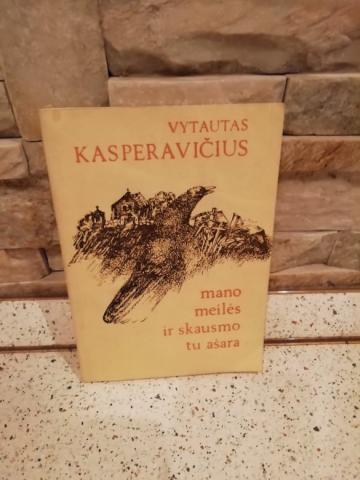 VYTAUTAS
KASPERAVIČIUS
mano
meilės
ir skausmo
tu ašara